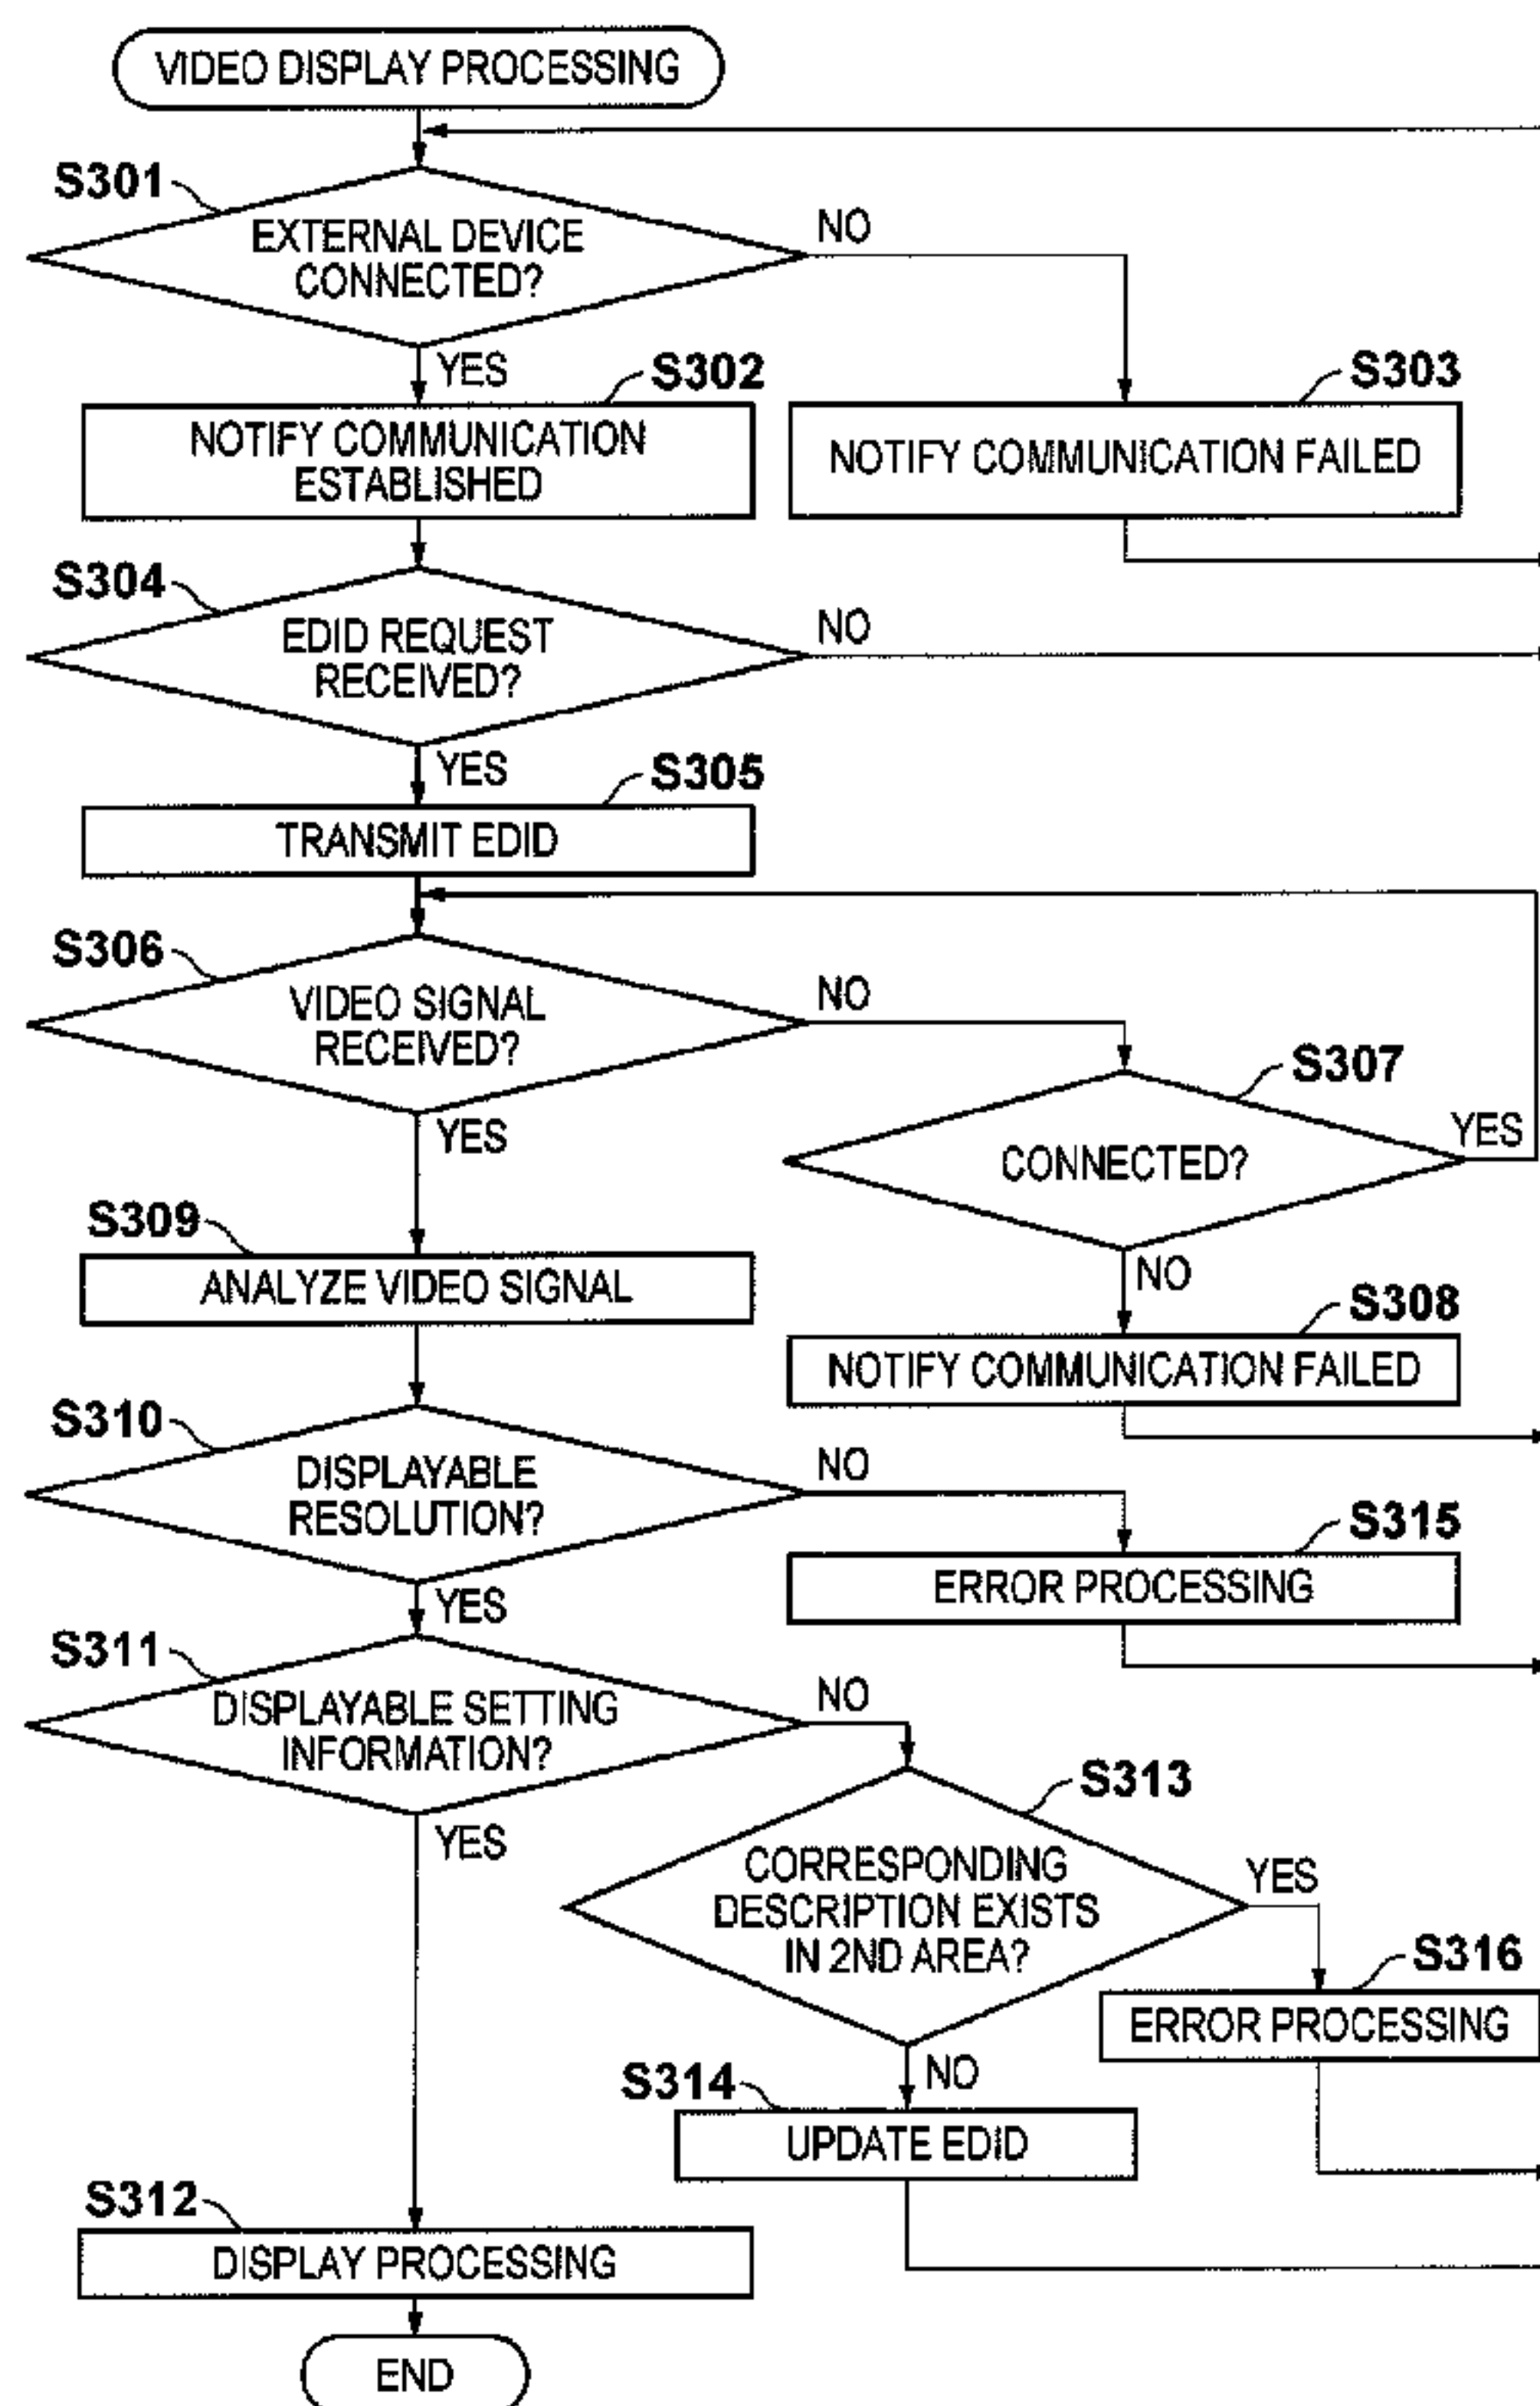 VIDEO DISPLAY PROCESSING
S301
EXTERNAL DEVICE
CONNECTED?
NO
YES
S302
S303
NOTIFY COMMUNICATION
ESTABLISHED
NOTIFY COMMUNICATION FAILED
S304
EDID REQUEST
RECEIVED?
NO
YES
S305
TRANSMIT EDID
S306
VIDEO SIGNAL
RECEIVED?
NO
YES
S307
CONNECTED?
YES
NO
S309
ANALYZE VIDEO SIGNAL
S308
NOTIFY COMMUNICATION FAILED
S310
DISPLAYABLE
RESOLUTION?
NO
YES
S315
ERROR PROCESSING
S311
DISPLAYABLE SETTING
INFORMATION?
NO
YES
S313
CORRESPONDING
DESCRIPTION EXISTS
IN 2ND AREA?
YES
NO
S316
ERROR PROCESSING
S314
UPDATE EDID
S312
DISPLAY PROCESSING
END